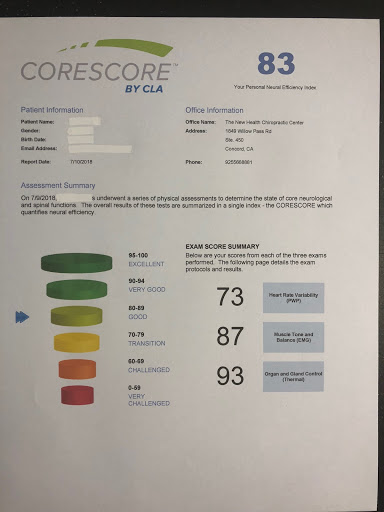 CORESCORE™
BY CLA
83
Your Personal Neural Efficiency Index
Patient Information
Patient Name:
Gender:
Birth Date:
Email Address:
Report Date: 7/10/2018
Office Information
Office Name: The New Health Chiropractic Center
Address: 1849 Willow Pass Rd
Ste. 450
Concord, CA
Phone: 9255668881
Assessment Summary
On 7/9/2018, s underwent a series of physical assessments to determine the state of core neurological
and spinal functions. The overall results of these tests are summarized in a single index - the CORESCORE which
quantifies neural efficiency.
95-100
EXCELLENT
90-94
VERY GOOD
80-89
GOOD
70-79
TRANSITION
60-69
CHALLENGED
0-59
VERY
CHALLENGED
EXAM SCORE SUMMARY
Below are your scores from each of the three exams
performed. The following page details the exam
protocols and results.
73
Heart Rate Variability
(PWP)
87
Muscle Tone and
Balance (EMG)
93
Organ and Gland Control
(Thermal)